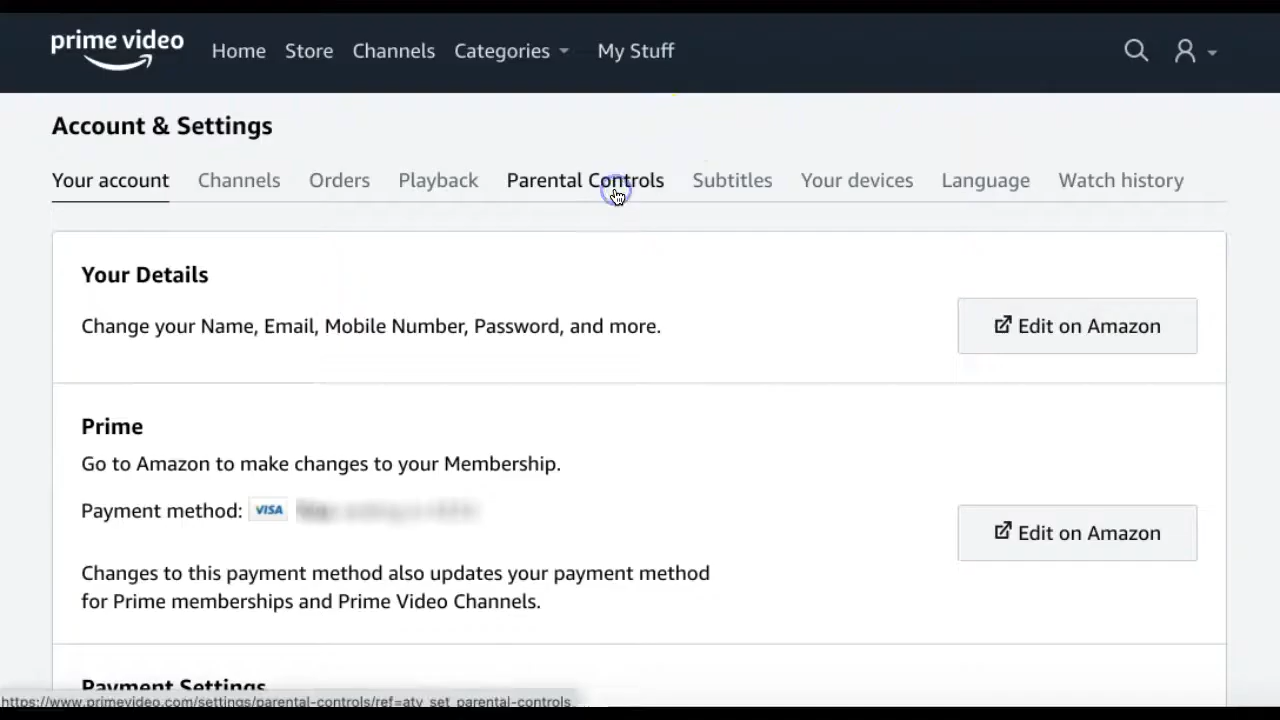 prime video
Home Store Channels Categories My Stuff
Account & Settings
Your account Channels Orders Playback Parental Controls Subtitles Your devices Language Watch history
Your Details
Change your Name, Email, Mobile Number, Password, and more.
Edit on Amazon
Prime
Go to Amazon to make changes to your Membership.
Payment method: VISA
Edit on Amazon
Changes to this payment method also updates your payment method
for Prime memberships and Prime Video Channels.
Payment Settings
https://www.primevideo.com/settings/parental-controls/ref=atv_set_parental-controls